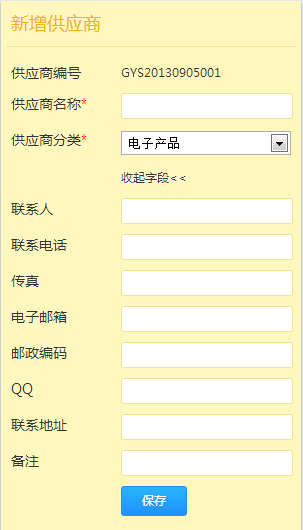 新增供应商
供应商编号 GYS20130905001
供应商名称*
供应商分类* 电子产品
收起字段<<
联系人
联系电话
传真
电子邮箱
邮政编码
QQ
联系地址
备注
保存